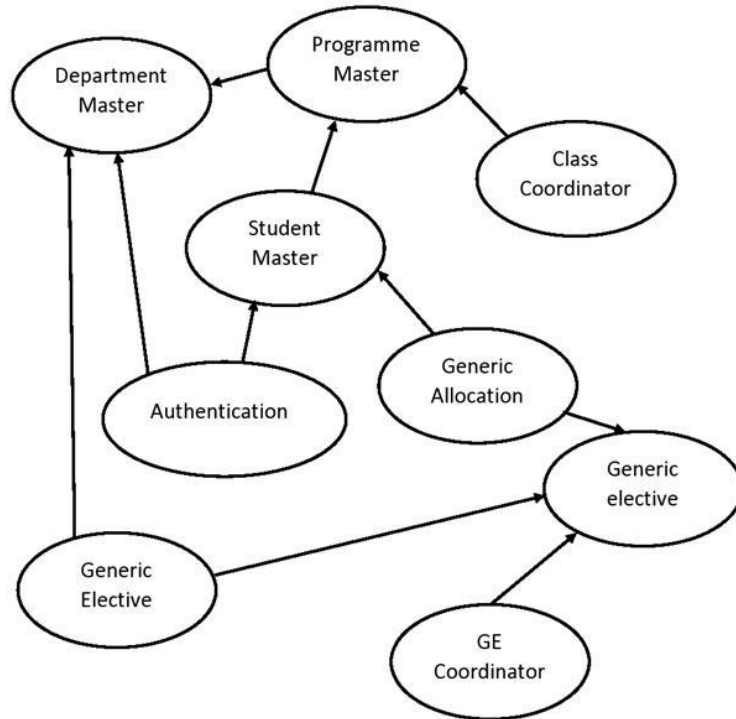 Programme
Master
Department
Master
Class
Coordinator
Student
Master
Generic
Allocation
Authentication
Generic
elective
Generic
Elective
GE
Coordinator